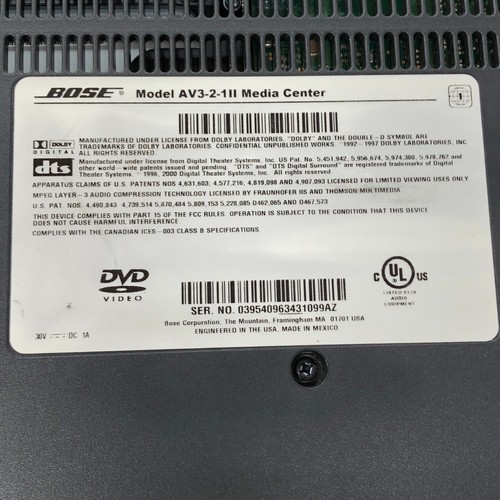 BOSE® Model AV3-2-1II Media Center
1
DOLBY DIGITAL
MANUFACTURED UNDER LICENSE FROM DOLBY LABORATORIES. "DOLBY" AND THE DOUBLE-D SYMBOL ARE
TRADEMARKS OF DOLBY LABORATORIES. CONFIDENTIAL UNPUBLISHED WORKS. 1992-1997 DOLBY LABORATORIES, INC
ALL RIGHTS RESERVED.
dts
Manufactured under license from Digital Theater Systems, Inc. US Pat. No. 5,451,942, 5,956,674, 5,974,380, 5,978,762 and
other world-wide patents issued and pending. "DTS" and "DTS Digital Surround" are registered trademarks of Digital
Theater Systems. 1996, 2000 Digital Theater Systems, Inc. All rights reserved.
APPARATUS CLAIMS OF U.S. PATENT NOS 4,631,603, 4,577,216, 4,819,098 AND 4,907,093 LICENSED FOR LIMITED VIEWING USES ONLY
MPEG LAYER-3 AUDIO COMPRESSION TECHNOLOGY LICENSED BY FRAUNHOFER IIS AND THOMSON MULTIMEDIA
U.S. PAT NOS. 4,490,843 4,739,514 5,870,484 5,809,153 5,228,085 D462,065 AND D467,573
THIS DEVICE COMPLIES WITH PART 15 OF THE FCC RULES. OPERATION IS SUBJECT TO THE CONDITION THAT THIS DEVICE
DOES NOT CAUSE HARMFUL INTERFERENCE.
COMPLIES WITH THE CANADIAN ICES-003 CLASS B SPECIFICATIONS
DVD
VIDEO
C UL US
LISTED
AUDIO
EQUIPMENT
SER. NO. 039540963431099AZ
Bose Corporation, The Mountain, Framingham MA 01701 USA
ENGINEERED IN THE USA. MADE IN MEXICO
30V DC 1A